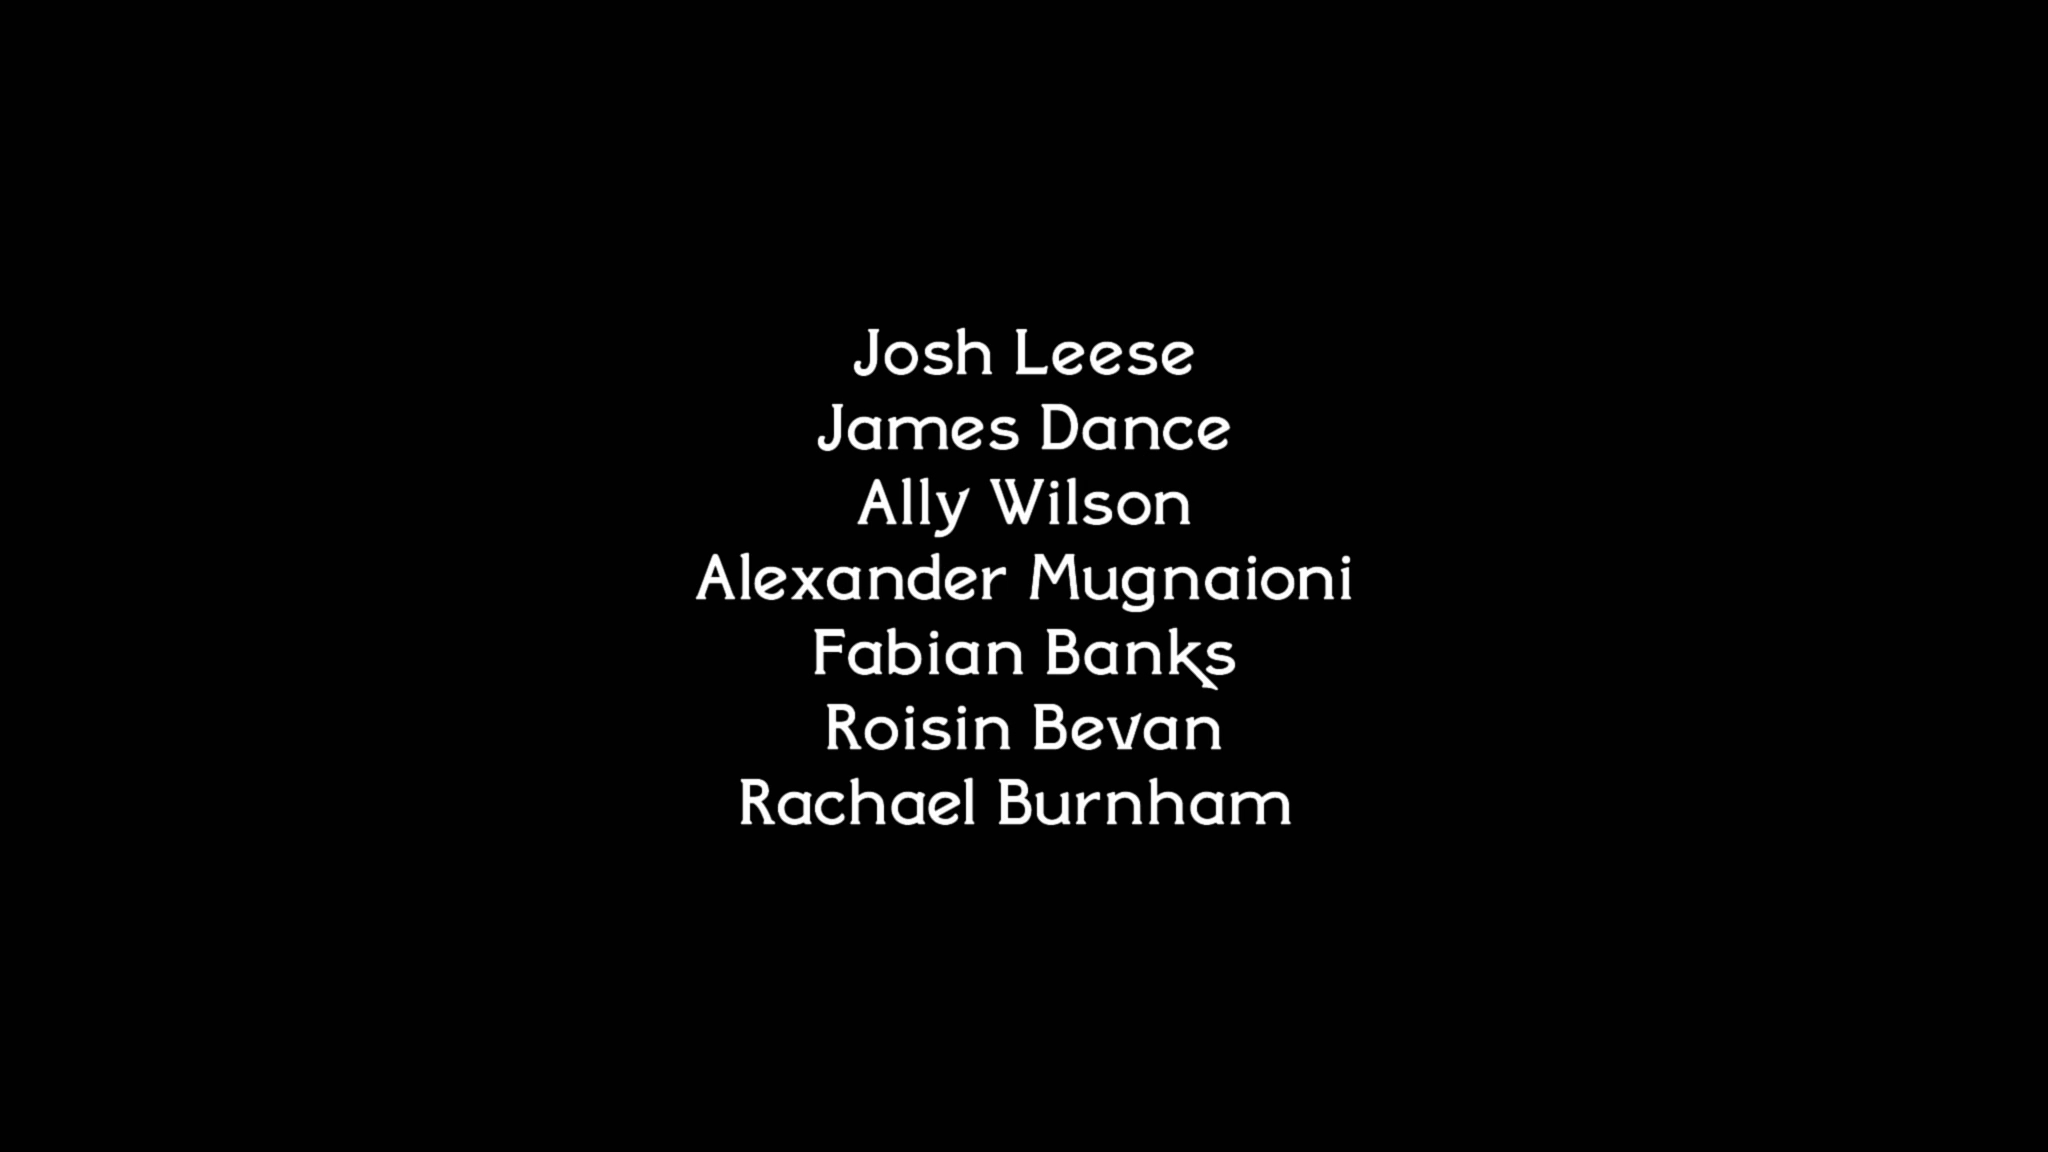 Josh Leese
James Dance
Ally Wilson
Alexander Mugnaioni
Fabian Banks
Roisin Bevan
Rachael Burnham